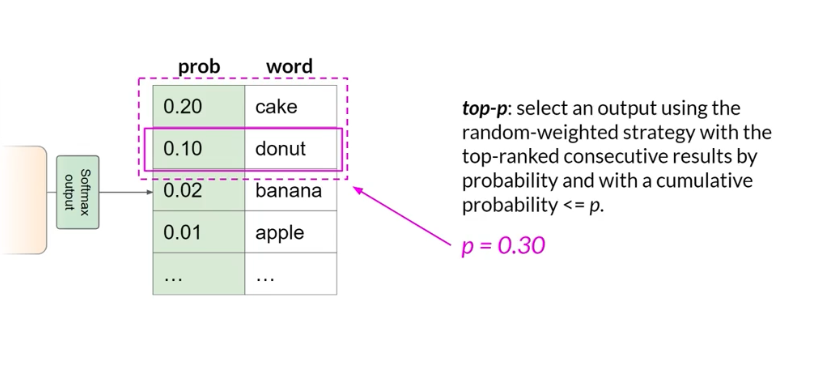 prob word
0.20 cake
0.10 donut
0.02 banana
0.01 apple
... ...
Softmax
output
top-p: select an output using the
random-weighted strategy with the
top-ranked consecutive results by
probability and with a cumulative
probability <= p.
p = 0.30